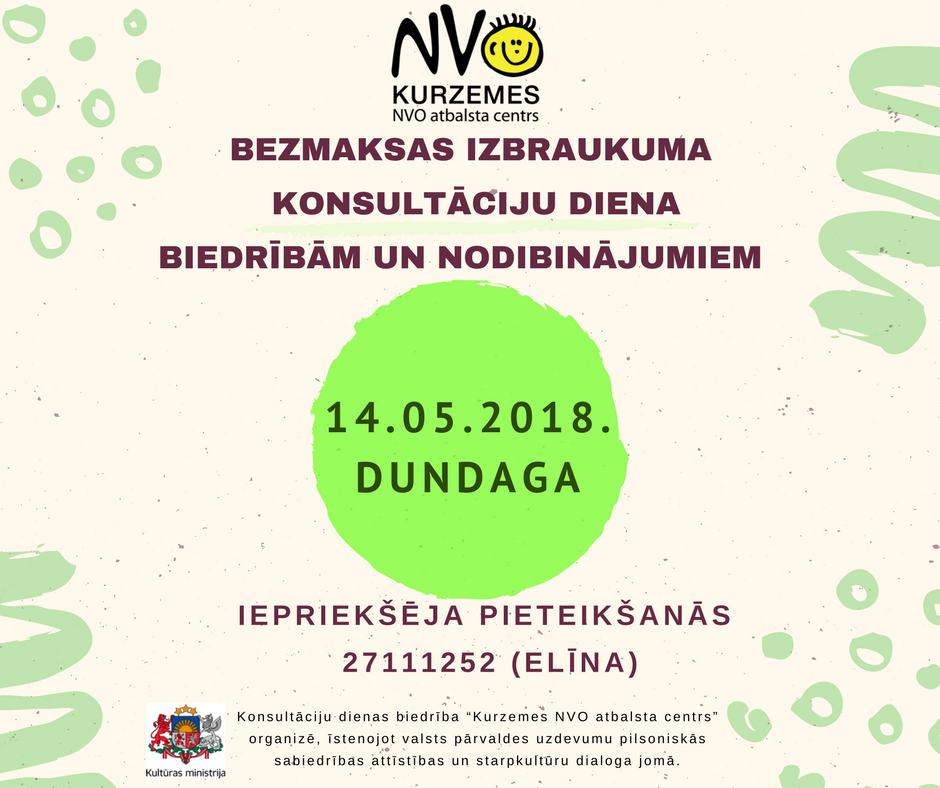 NVO
KURZEMES
NVO atbalsta centrs
BEZMAKSAS IZBRAUKUMA
KONSULTĀCIJU DIENA
BIEDRĪBĀM UN NODIBINĀJUMIEM
14.05.2018.
DUNDAGA
IEPRIEKŠĒJA PIETEIKŠANĀS
27111252 (ELĪNA)
Konsultāciju dienas biedrība “Kurzemes NVO atbalsta centrs”
organizē, īstenojot valsts pārvaldes uzdevumu pilsoniskās
sabiedrības attīstības un starpkultūru dialoga jomā.
Kultūras ministrija